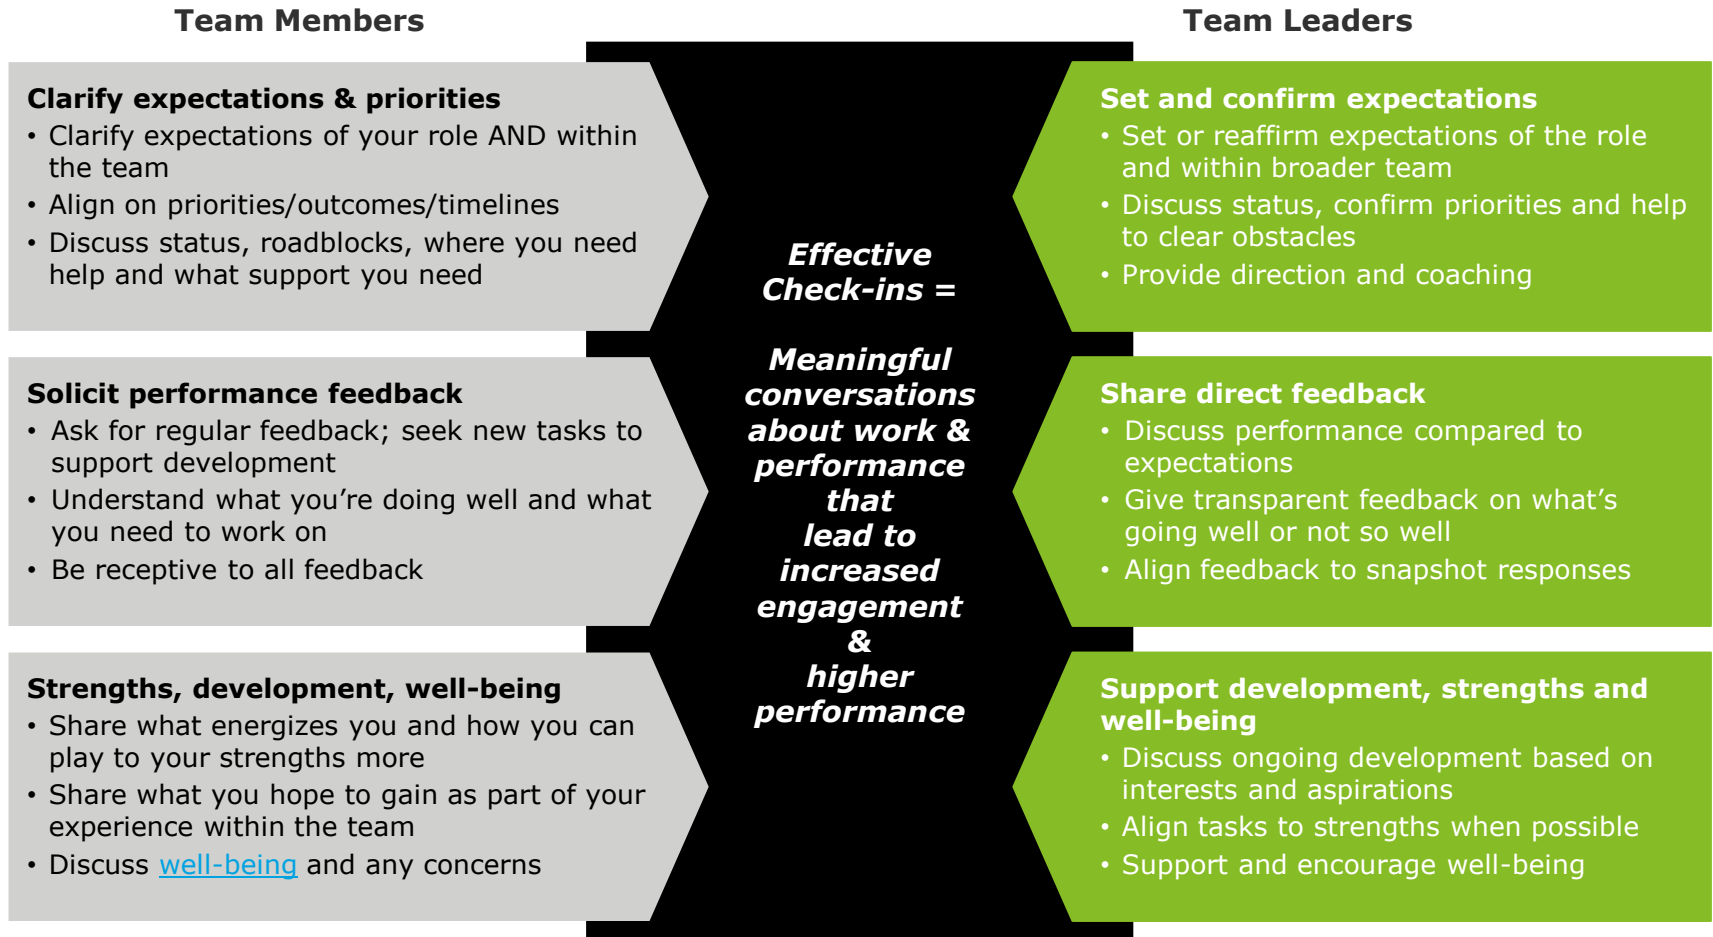 Team Members
Clarify expectations & priorities
• Clarify expectations of your role AND within
the team
• Align on priorities/outcomes/timelines
• Discuss status, roadblocks, where you need
help and what support you need
Solicit performance feedback
• Ask for regular feedback; seek new tasks to
support development
• Understand what you’re doing well and what
you need to work on
• Be receptive to all feedback
Strengths, development, well-being
• Share what energizes you and how you can
play to your strengths more
• Share what you hope to gain as part of your
experience within the team
• Discuss well-being and any concerns
Effective
Check-ins =
Meaningful
conversations
about work &
performance
that
lead to
increased
engagement
&
higher
performance
Team Leaders
Set and confirm expectations
• Set or reaffirm expectations of the role
and within broader team
• Discuss status, confirm priorities and help
to clear obstacles
• Provide direction and coaching
Share direct feedback
• Discuss performance compared to
expectations
• Give transparent feedback on what’s
going well or not so well
• Align feedback to snapshot responses
Support development, strengths and
well-being
• Discuss ongoing development based on
interests and aspirations
• Align tasks to strengths when possible
• Support and encourage well-being